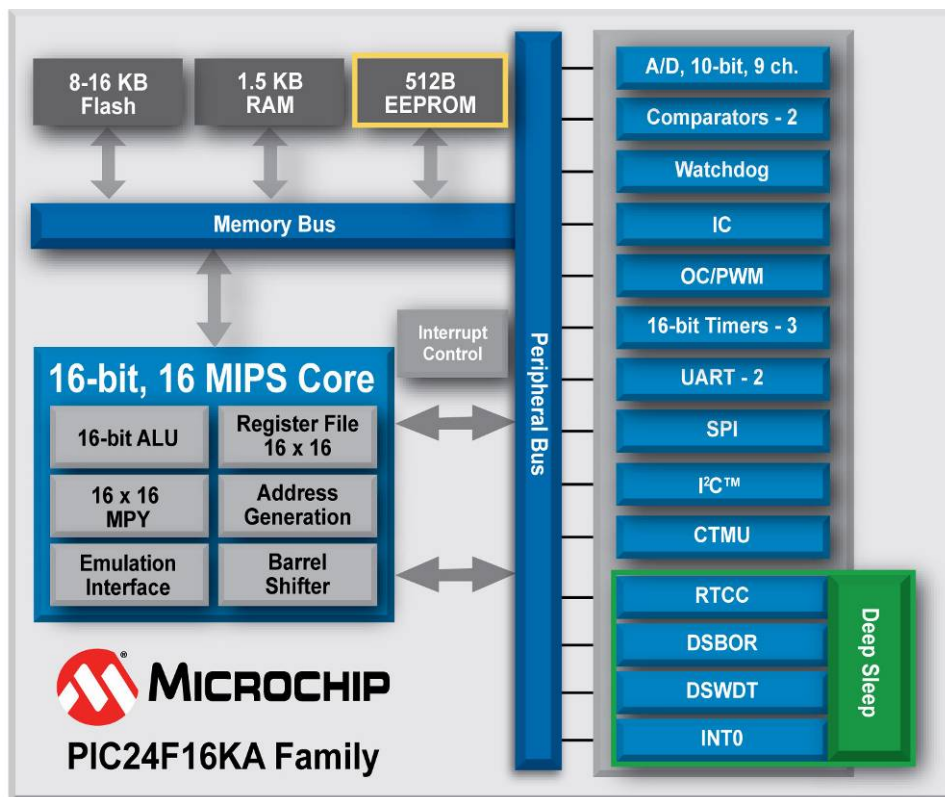 8-16 KB
Flash
1.5 KB
RAM
512B
EEPROM
Memory Bus
Interrupt
Control
16-bit, 16 MIPS Core
16-bit ALU
Register File
16 x 16
16 x 16
MPY
Address
Generation
Emulation
Interface
Barrel
Shifter
Peripheral Bus
A/D, 10-bit, 9 ch.
Comparators - 2
Watchdog
IC
OC/PWM
16-bit Timers - 3
UART - 2
SPI
I²C™
CTMU
RTCC
DSBOR
DSWDT
INT0
Deep Sleep
® MICROCHIP
PIC24F16KA Family